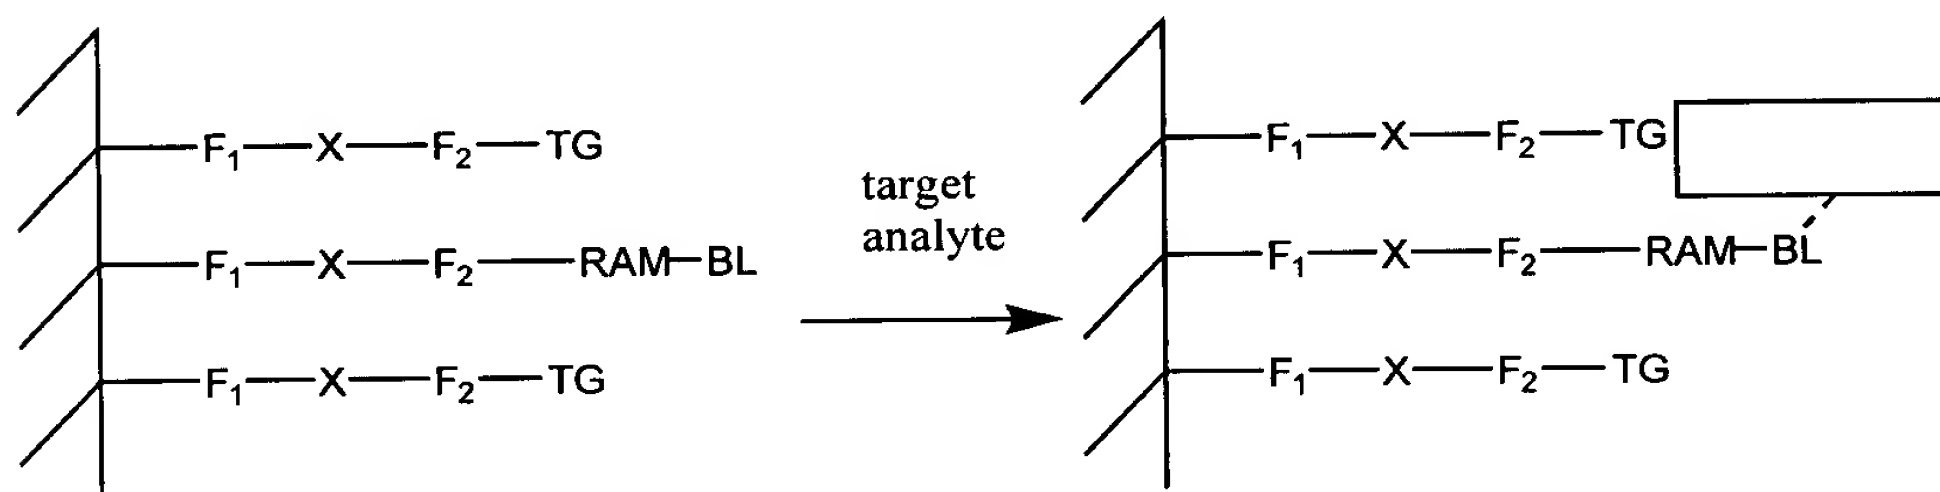 F₁—X—F₂—TG
F₁—X—F₂—RAM—BL
F₁—X—F₂—TG
target
analyte
F₁—X—F₂—TG
F₁—X—F₂—RAM—BL
F₁—X—F₂—TG